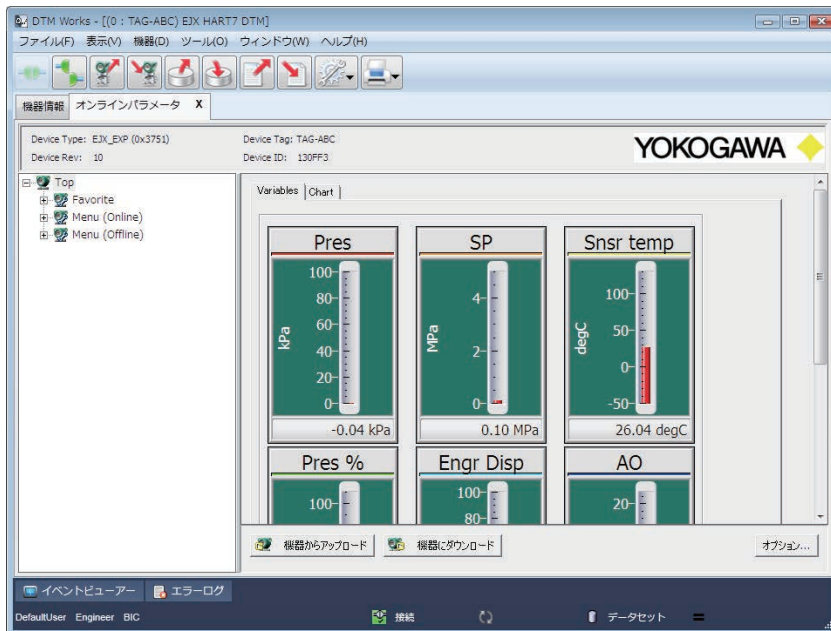 DTM Works - [(0 : TAG-ABC) EJX HART7 DTM]
ファイル(F) 表示(V) 機器(D) ツール(O) ウィンドウ(W) ヘルプ(H)
機器情報 オンラインパラメータ X
Device Type: EJX_EXP (0x3751) Device Tag: TAG-ABC
Device Rev: 10 Device ID: 130FF3
YOKOGAWA
Top
Favorite
Menu (Online)
Menu (Offline)
Variables Chart
Pres
100
80
60
40
20
0
kPa
-0.04 kPa
SP
4
2
0
MPa
0.10 MPa
Snsr temp
100
50
0
-50
degC
26.04 degC
Pres %
100
Engr Disp
100
80
AO
20
機器からアップロード 機器にダウンロード オプション...
イベントビューアー エラーログ
DefaultUser Engineer BIC 接続 データセット